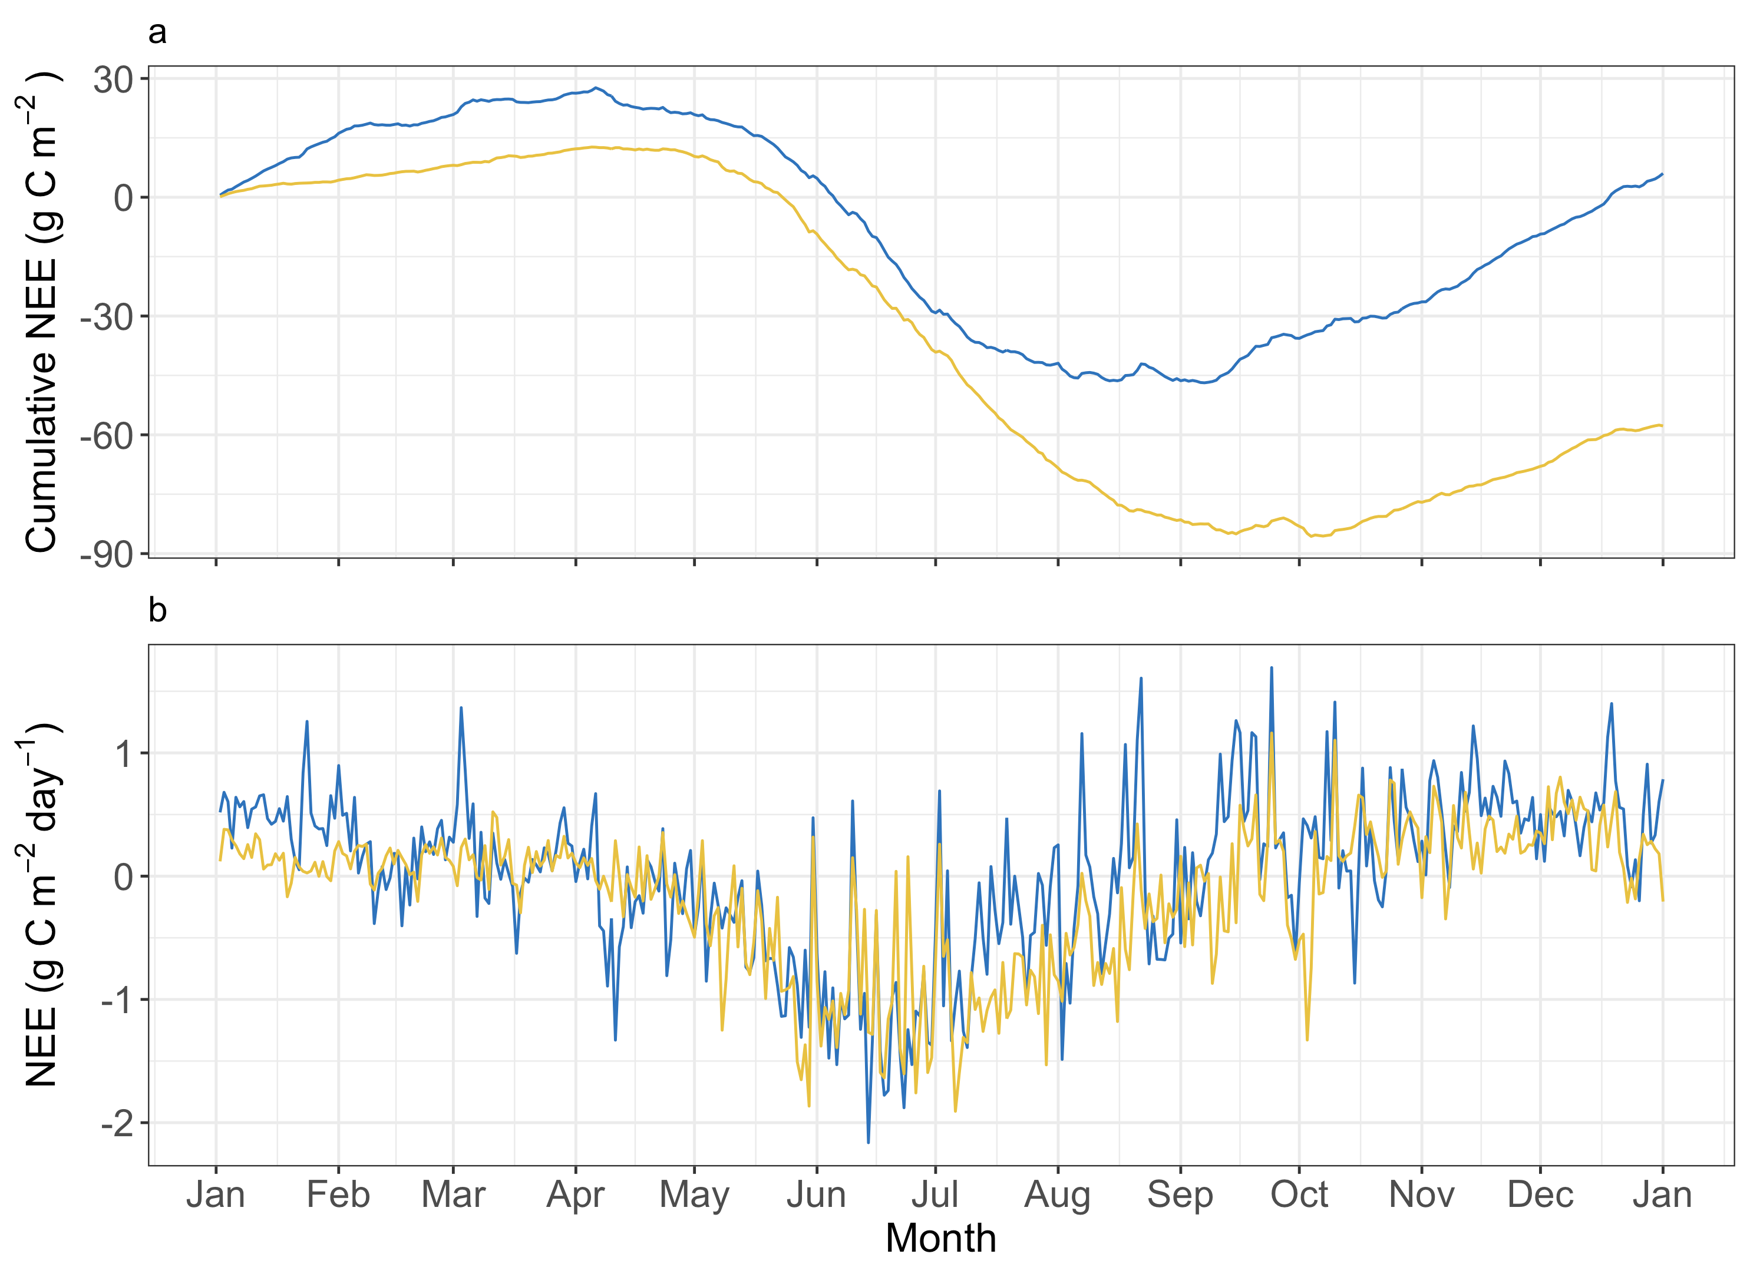 a
Cumulative NEE (g C m⁻²)
30
0
-30
-60
-90
b
NEE (g C m⁻² day⁻¹)
1
0
-1
-2
Jan Feb Mar Apr May Jun Jul Aug Sep Oct Nov Dec Jan
Month